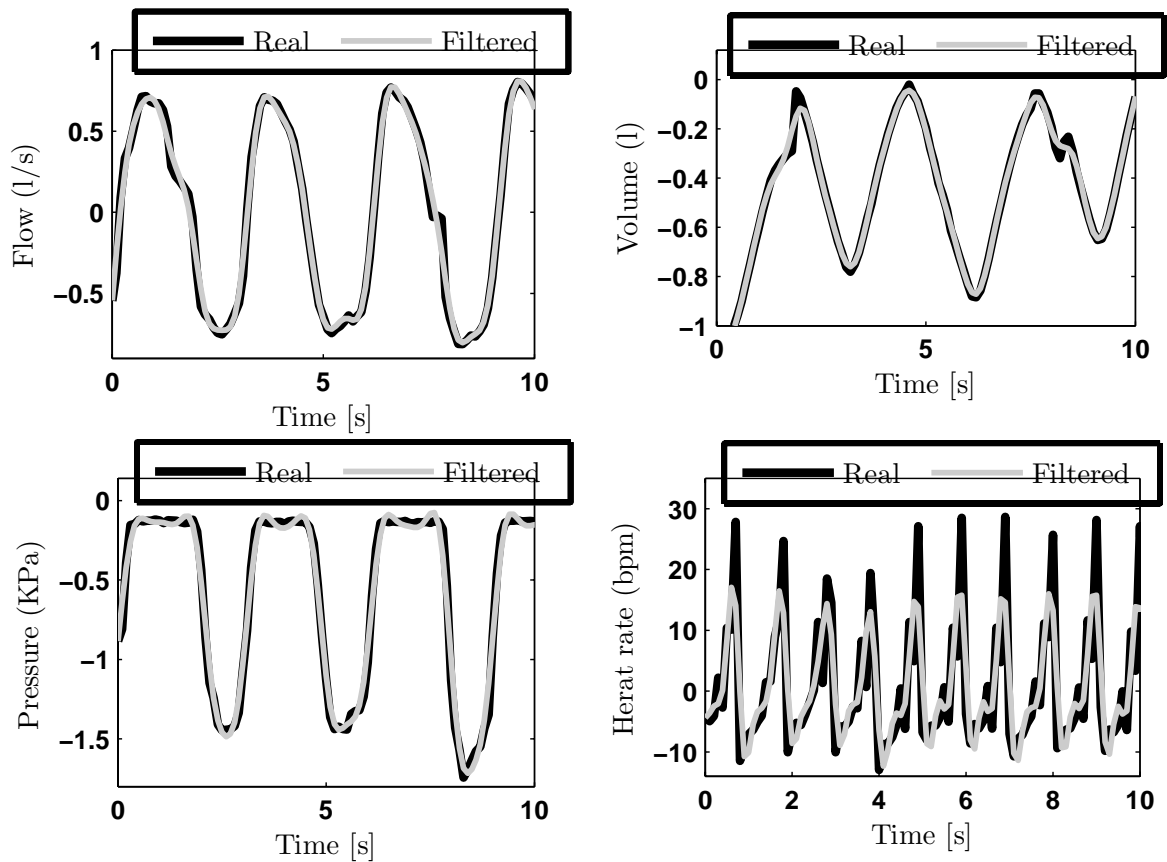 Real Filtered
1
0.5
0
−0.5
Flow (l/s)
0 5 10
Time [s]
Real Filtered
0
−0.2
−0.4
−0.6
−0.8
−1
Volume (l)
0 5 10
Time [s]
Real Filtered
0
−0.5
−1
−1.5
Pressure (KPa)
0 5 10
Time [s]
Real Filtered
30
20
10
0
−10
Herat rate (bpm)
0 2 4 6 8 10
Time [s]